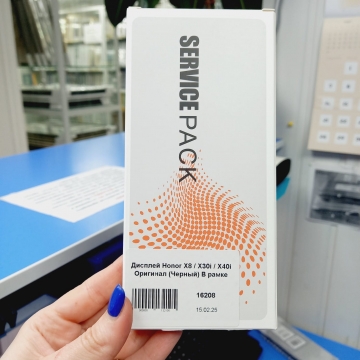 SERVICE PACK
Дисплей Honor X8 / X30i / X40i
Оригинал (Черный) В рамке
16208
15.02.25